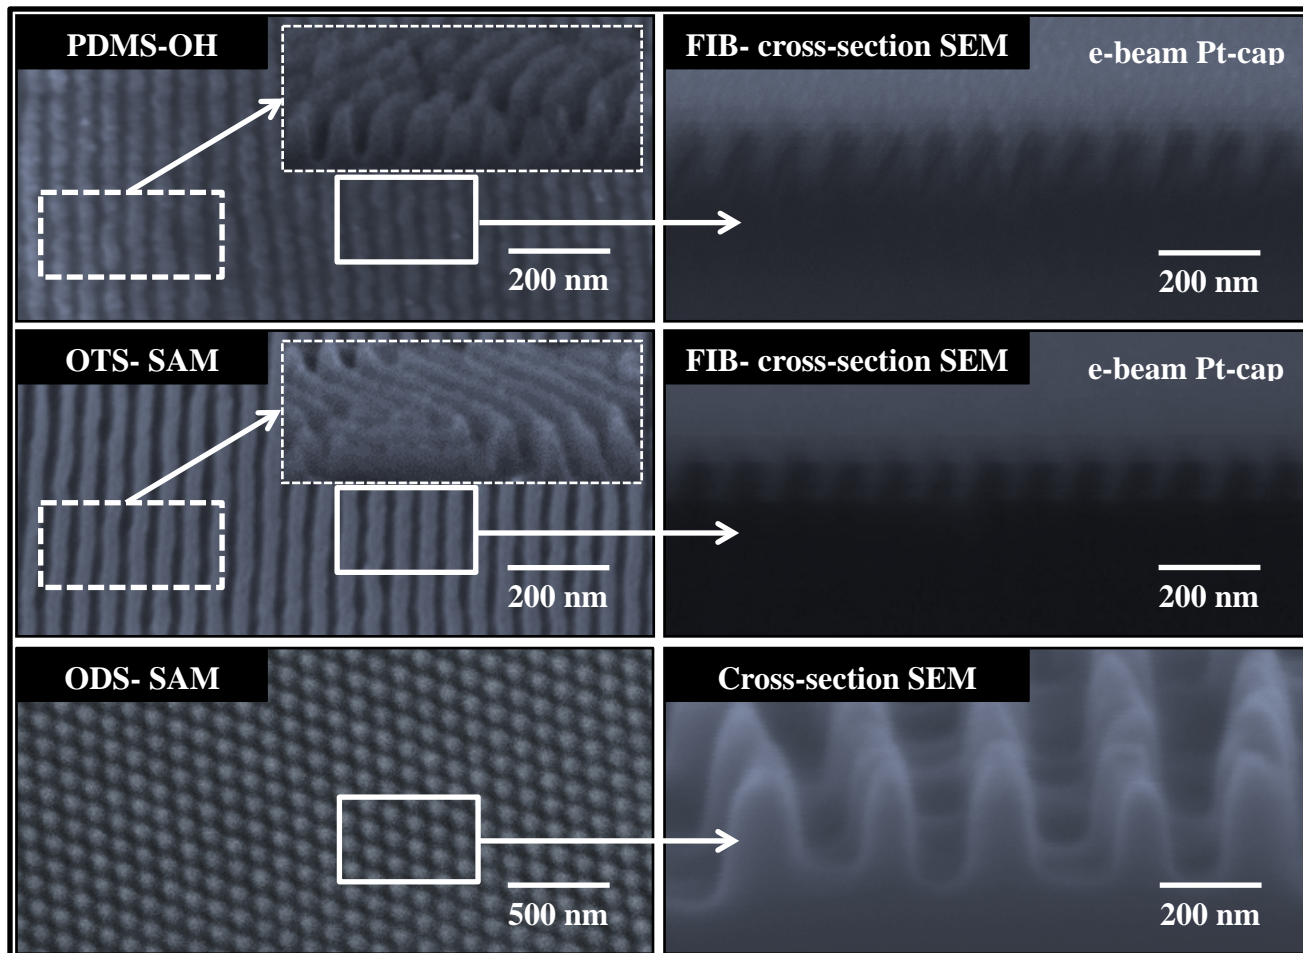 PDMS-OH
FIB- cross-section SEM
e-beam Pt-cap
200 nm
200 nm
OTS- SAM
FIB- cross-section SEM
e-beam Pt-cap
200 nm
200 nm
ODS- SAM
Cross-section SEM
500 nm
200 nm